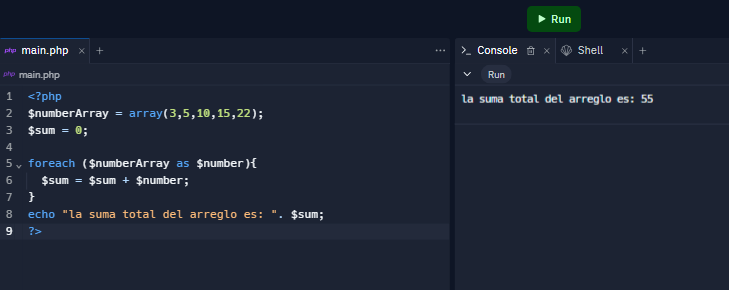 Run
php main.php × +
...
>_ Console × Shell × +
php main.php
Run
1 <?php
2 $numberArray = array(3,5,10,15,22);
3 $sum = 0;
4
5 foreach ($numberArray as $number){
6 $sum = $sum + $number;
7 }
8 echo "la suma total del arreglo es: ". $sum;
9 ?>
la suma total del arreglo es: 55